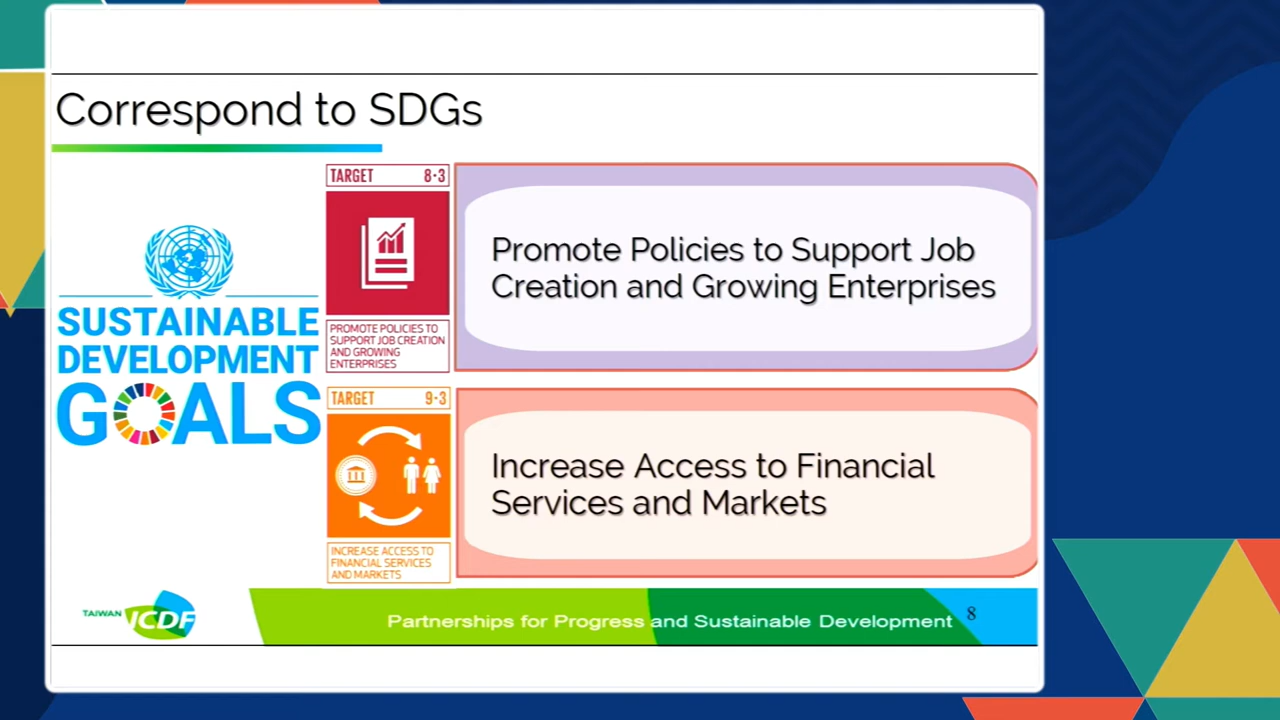 Correspond to SDGs
SUSTAINABLE
DEVELOPMENT
GOALS
TARGET 8·3
PROMOTE POLICIES TO
SUPPORT JOB CREATION
AND GROWING
ENTERPRISES
Promote Policies to Support Job
Creation and Growing Enterprises
TARGET 9·3
INCREASE ACCESS TO
FINANCIAL SERVICES
AND MARKETS
Increase Access to Financial
Services and Markets
TAIWAN ICDF
Partnerships for Progress and Sustainable Development
8